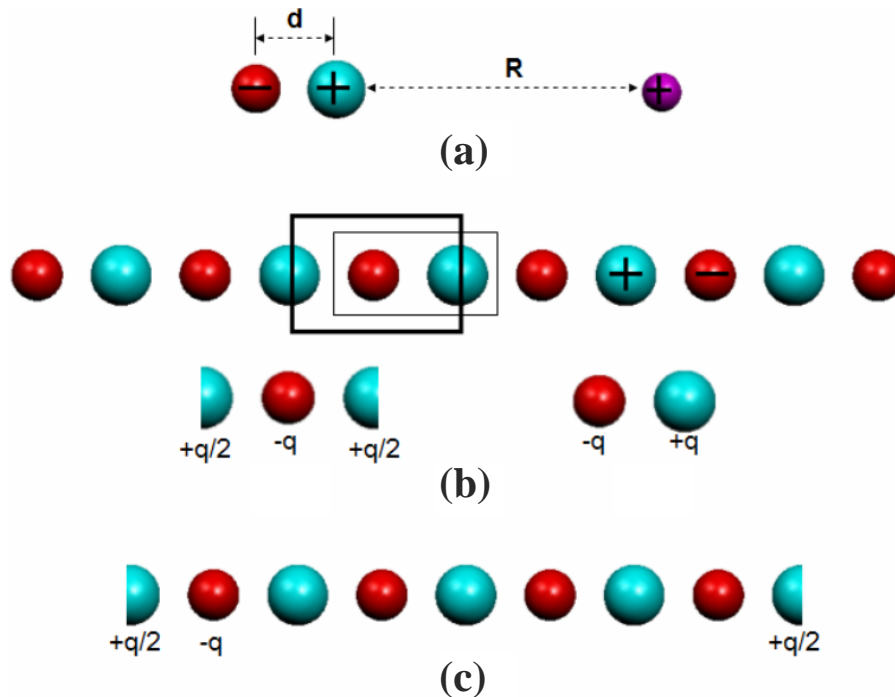 d
− + R +
(a)
+ −
+q/2 -q +q/2 -q +q
(b)
+q/2 -q +q/2
(c)